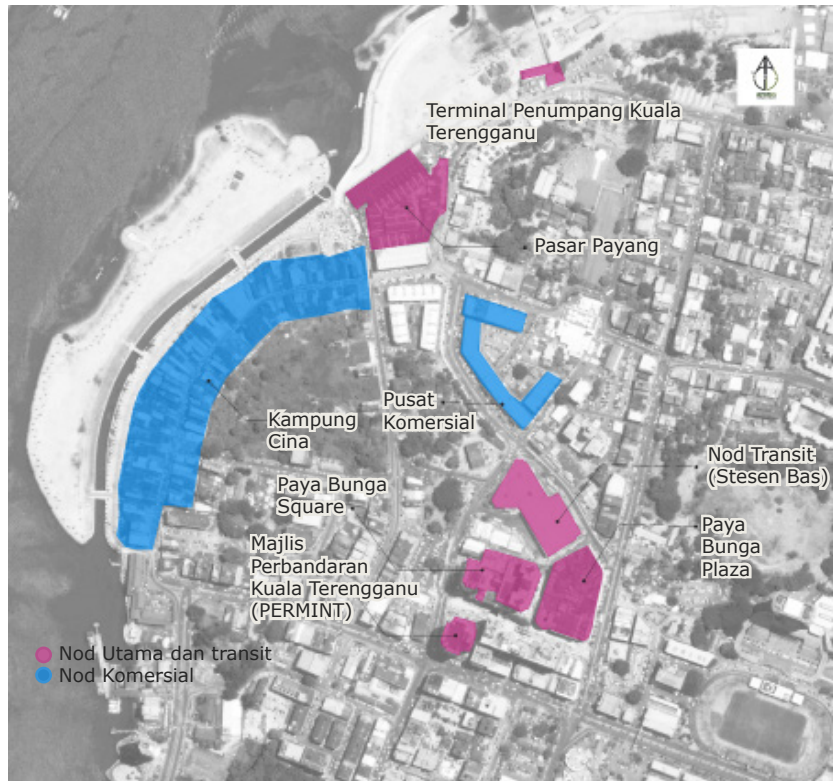 Terminal Penumpang Kuala
Terengganu
Pasar Payang
Kampung
Cina
Pusat
Komersial
Nod Transit
(Stesen Bas)
Paya Bunga
Square
Paya
Bunga
Plaza
Majlis
Perbandaran
Kuala Terengganu
(PERMINT)
Nod Utama dan transit
Nod Komersial